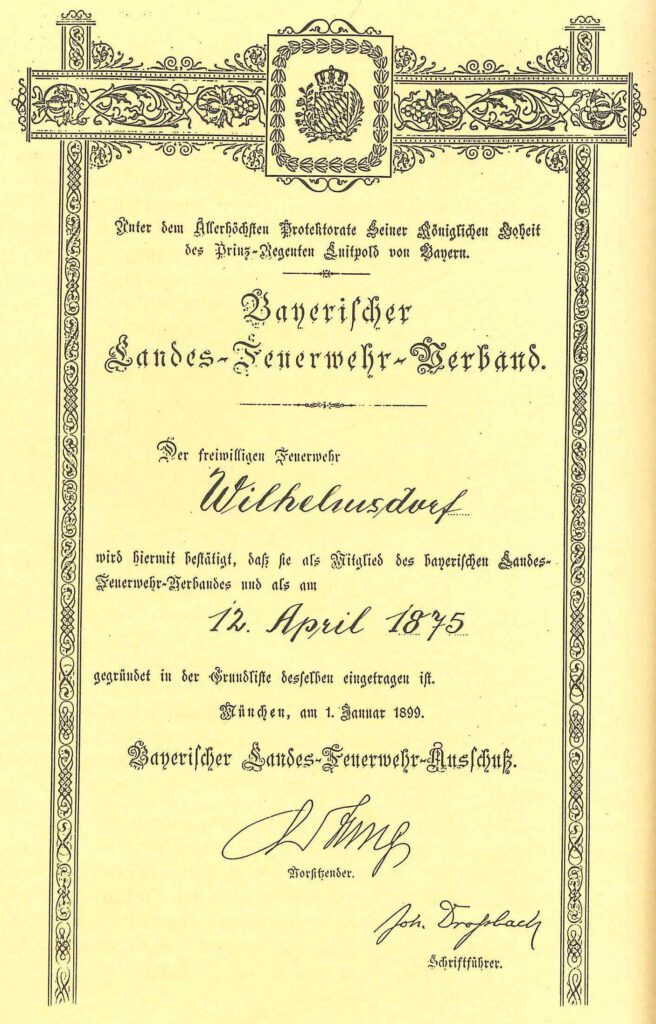 Unter dem Allerhöchsten Protektorate Seiner Königlichen Hoheit
des Prinz-Regenten Luitpold von Bayern.
Bayerischer
Landes-Feuerwehr-Verband.
Der freiwilligen Feuerwehr
Wilhelmsdorf
wird hiermit bestätigt, daß sie als Mitglied des bayerischen Landes-
Feuerwehr-Verbandes und als am
12. April 1875
gegründet in der Grundliste desselben eingetragen ist.
München, am 1. Januar 1899.
Bayerischer Landes-Feuerwehr-Ausschuß.
Vorsitzender.
Joh. Droßbach
Schriftführer.